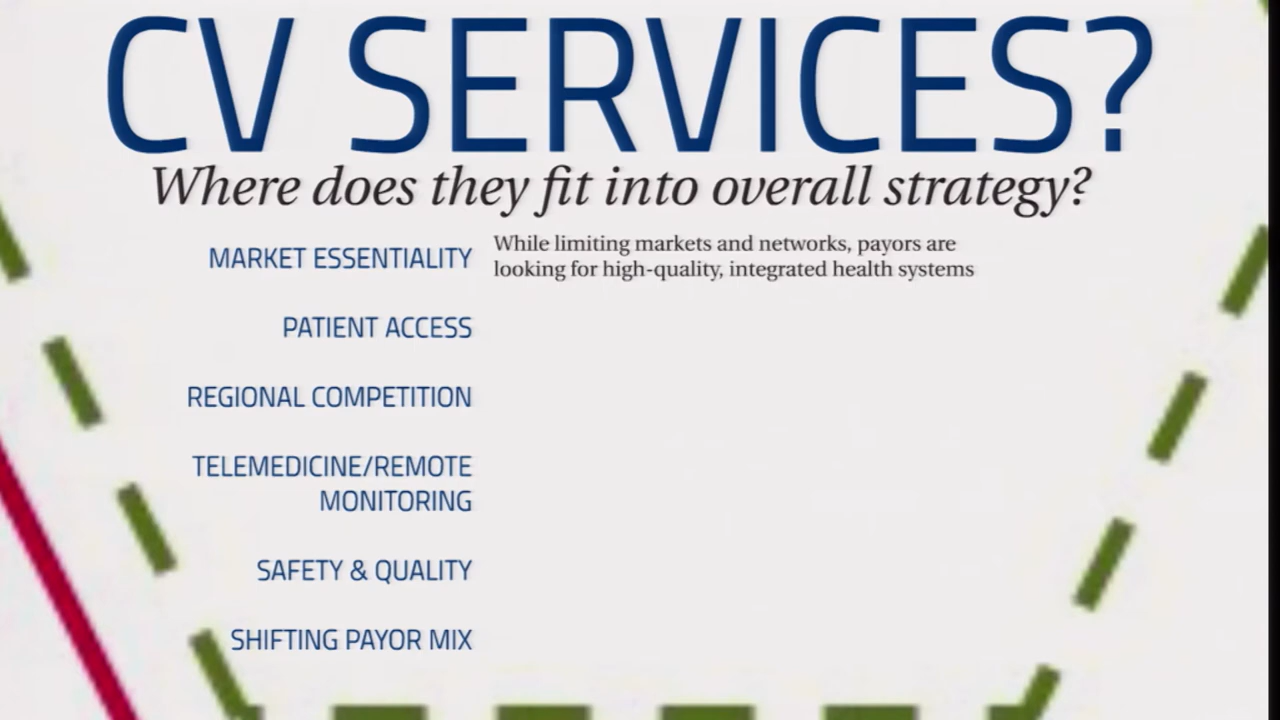 CV SERVICES?
Where does they fit into overall strategy?
MARKET ESSENTIALITY
While limiting markets and networks, payors are
looking for high-quality, integrated health systems
PATIENT ACCESS
REGIONAL COMPETITION
TELEMEDICINE/REMOTE
MONITORING
SAFETY & QUALITY
SHIFTING PAYOR MIX